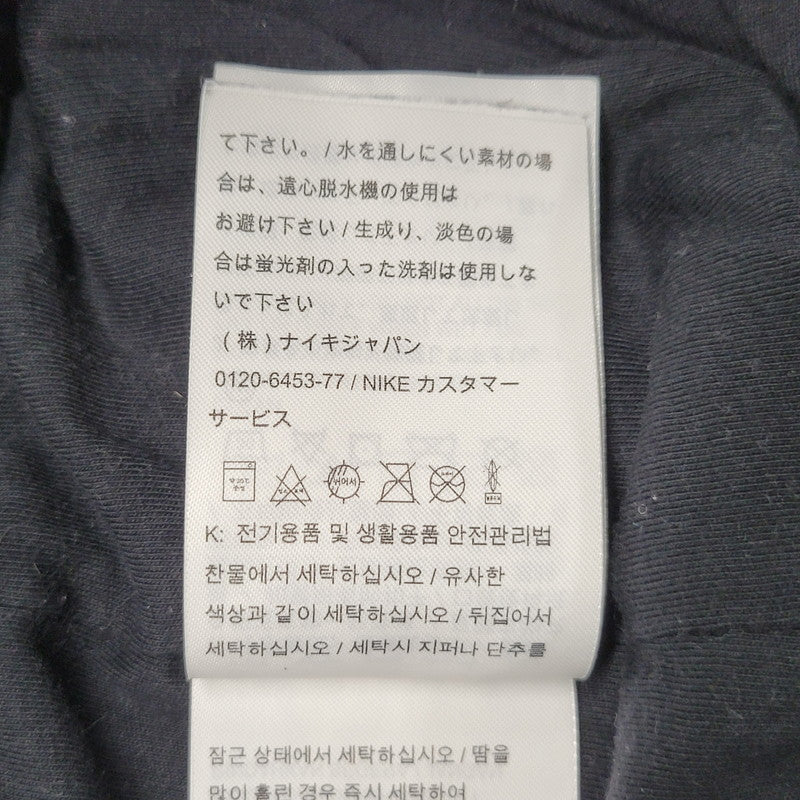 て下さい。 / 水を通しにくい素材の場
合は、遠心脱水機の使用は
お避け下さい / 生成り、淡色の場
合は蛍光剤の入った洗剤は使用しな
いで下さい
(株)ナイキジャパン
0120-6453-77 / NIKE カスタマー
サービス
K: 전기용품 및 생활용품 안전관리법
찬물에서 세탁하십시오 / 유사한
색상과 같이 세탁하십시오 / 뒤집어서
세탁하십시오 / 세탁시 지퍼나 단추를
잠근 상태에서 세탁하십시오 / 땀을
많이 흘린 경우 즉시 세탁하여